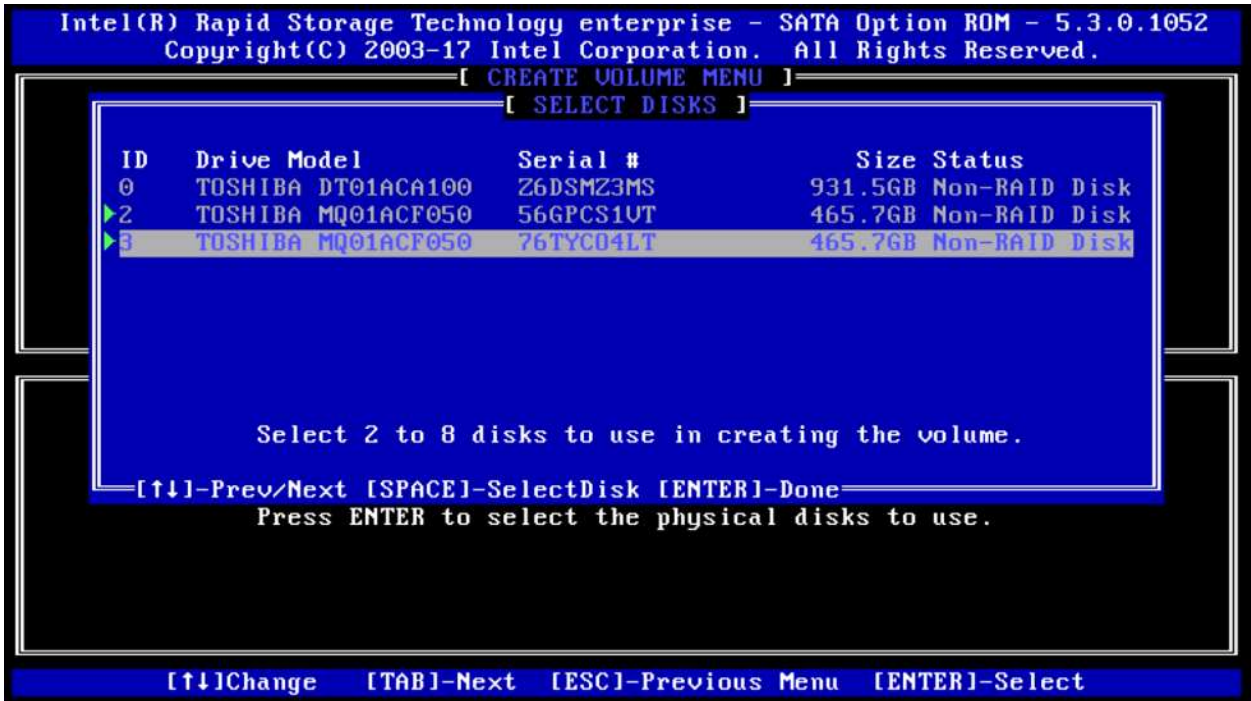 Intel(R) Rapid Storage Technology enterprise - SATA Option ROM - 5.3.0.1052
Copyright(C) 2003-17 Intel Corporation.  All Rights Reserved.
[ CREATE VOLUME MENU ]
[ SELECT DISKS ]
ID Drive Model Serial # Size Status
0 TOSHIBA DT01ACA100 Z6DSMZ3MS 931.5GB Non-RAID Disk
2 TOSHIBA MQ01ACF050 56GPCS1VT 465.7GB Non-RAID Disk
3 TOSHIBA MQ01ACF050 76TYCO4LT 465.7GB Non-RAID Disk
Select 2 to 8 disks to use in creating the volume.
[↑↓]-Prev/Next [SPACE]-SelectDisk [ENTER]-Done
Press ENTER to select the physical disks to use.
[↑↓]Change [TAB]-Next [ESC]-Previous Menu [ENTER]-Select